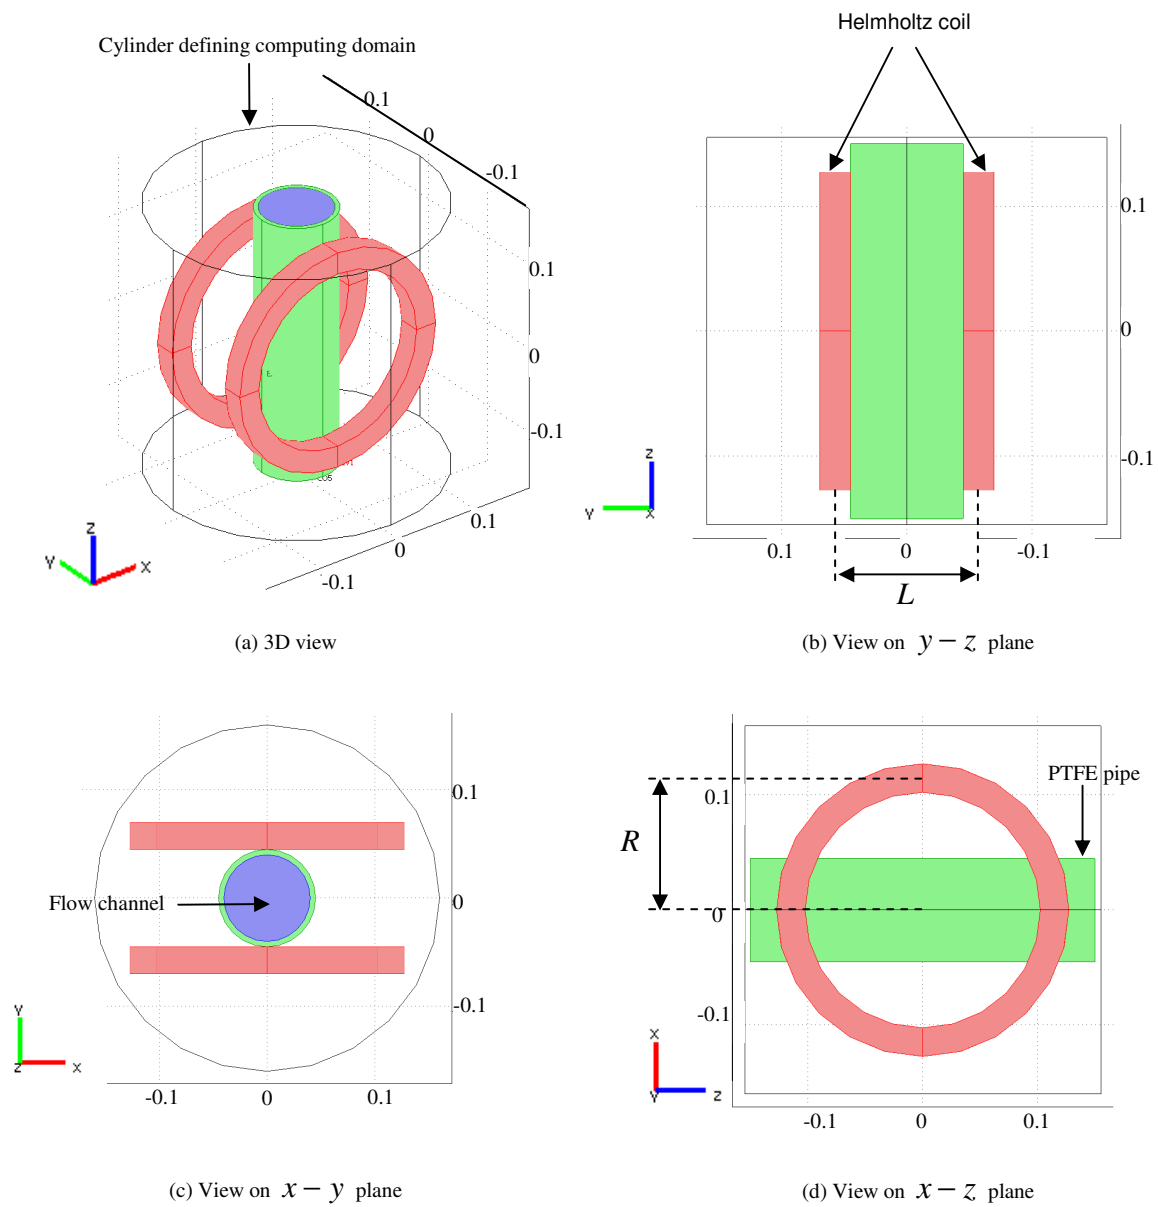 Helmholtz coil
Cylinder defining computing domain
0.1
0
-0.1
0.1
0
-0.1
0.1
0
-0.1
Z
Y
X
(a) 3D view
0.1
0
-0.1
0.1
0
-0.1
Z
Y
X
L
(b) View on y − z plane
0.1
0
-0.1
Flow channel
-0.1
0
0.1
Y
Z
X
(c) View on x − y plane
PTFE pipe
R
0.1
0
-0.1
-0.1
0
0.1
X
Y
Z
(d) View on x − z plane